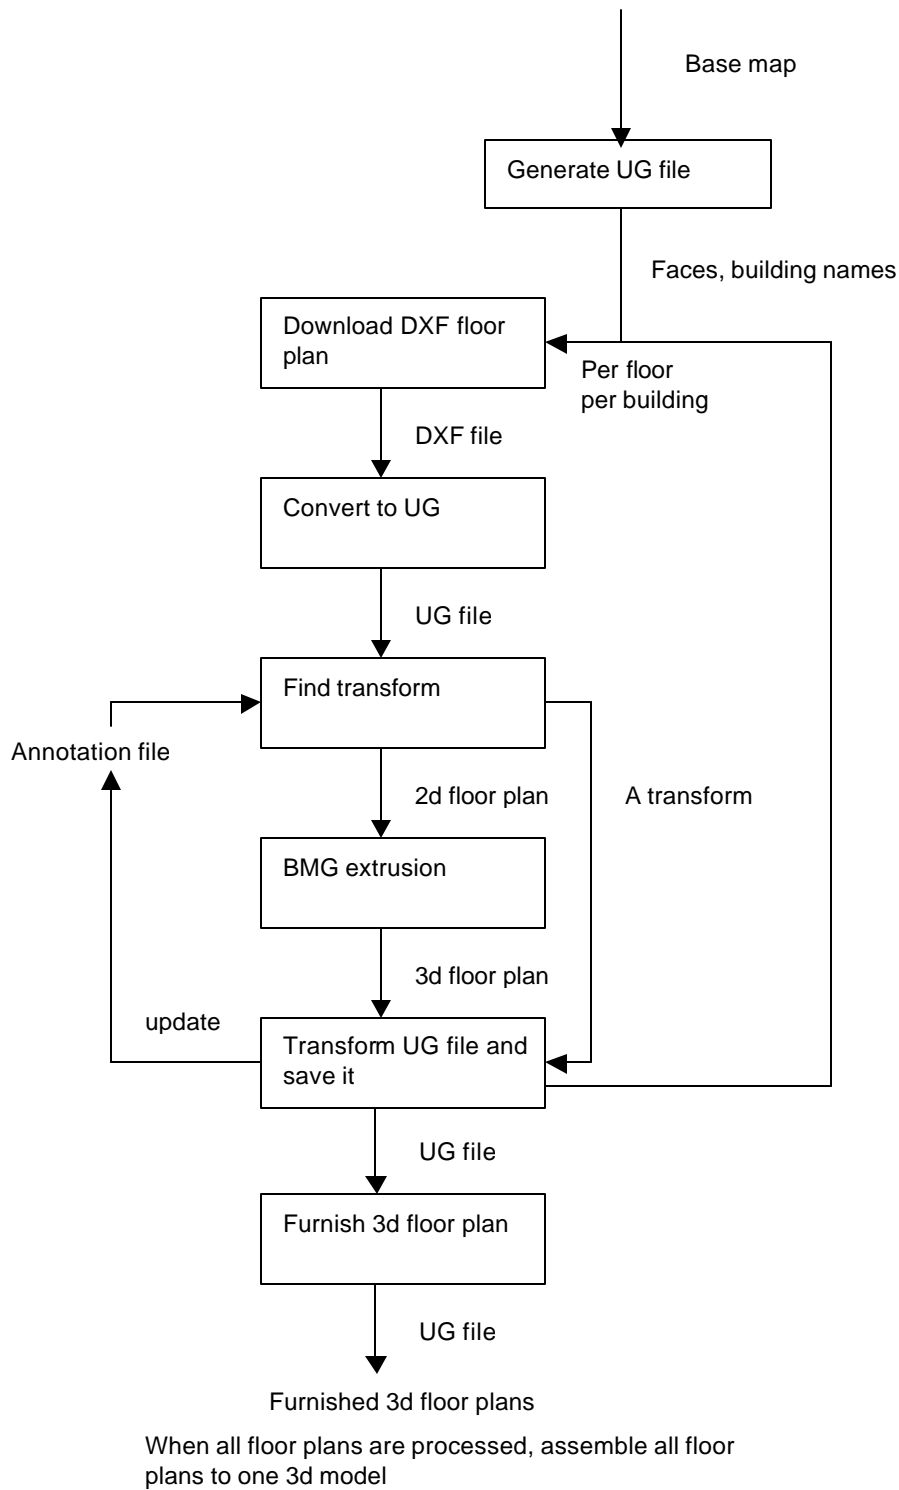 Base map
Generate UG file
Faces, building names
Download DXF floor
plan
Per floor
per building
DXF file
Convert to UG
UG file
Find transform
Annotation file
2d floor plan
A transform
BMG extrusion
3d floor plan
update
Transform UG file and
save it
UG file
Furnish 3d floor plan
UG file
Furnished 3d floor plans
When all floor plans are processed, assemble all floor
plans to one 3d model